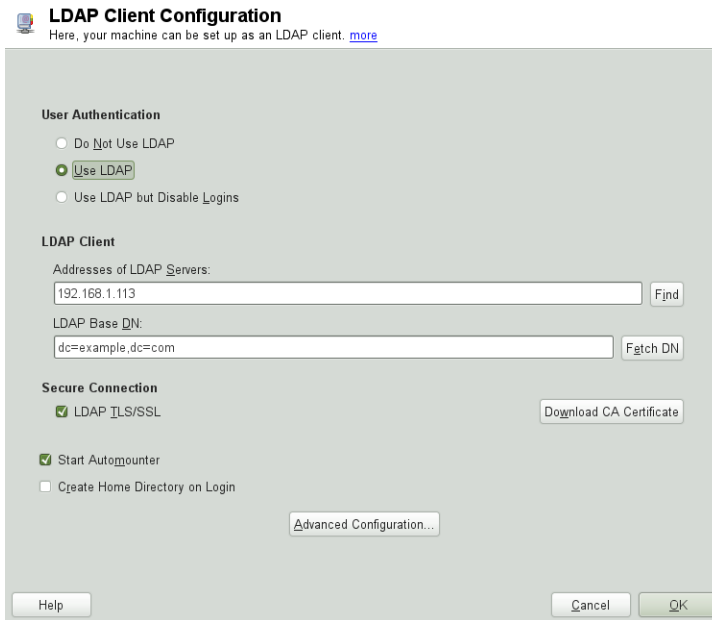 LDAP Client Configuration
Here, your machine can be set up as an LDAP client. more
User Authentication
Do Not Use LDAP
Use LDAP
Use LDAP but Disable Logins
LDAP Client
Addresses of LDAP Servers:
192.168.1.113
Find
LDAP Base DN:
dc=example,dc=com
Fetch DN
Secure Connection
LDAP TLS/SSL
Download CA Certificate
Start Automounter
Create Home Directory on Login
Advanced Configuration...
Help
Cancel
OK